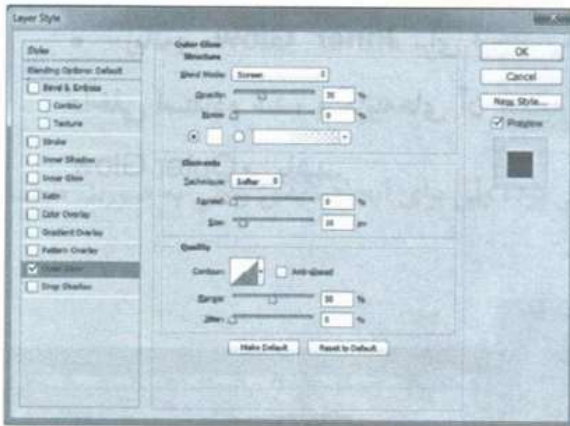 Layer Style
Styles
Blending Options: Default
Bevel & Emboss
Contour
Texture
Stroke
Inner Shadow
Inner Glow
Satin
Color Overlay
Gradient Overlay
Pattern Overlay
Outer Glow
Drop Shadow
Outer Glow
Structure
Blend Mode: Screen
Opacity: %
Noise: 0 %
Elements
Technique: Softer
Spread: 0 %
Size: px
Quality
Contour: Anti-aliased
Range: %
Jitter: 0 %
Make Default Reset to Default
OK
Cancel
New Style...
Preview